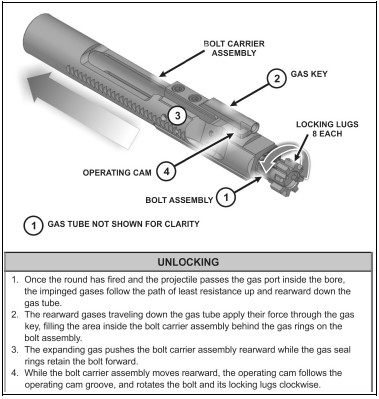 BOLT CARRIER
ASSEMBLY
2 GAS KEY
3
LOCKING LUGS
8 EACH
OPERATING CAM 4
BOLT ASSEMBLY 1
1 GAS TUBE NOT SHOWN FOR CLARITY
UNLOCKING
1. Once the round has fired and the projectile passes the gas port inside the bore,
the impinged gases follow the path of least resistance up and rearward down the
gas tube.
2. The rearward gases traveling down the gas tube apply their force through the gas
key, filling the area inside the bolt carrier assembly behind the gas rings on the
bolt assembly.
3. The expanding gas pushes the bolt carrier assembly rearward while the gas seal
rings retain the bolt forward.
4. While the bolt carrier assembly moves rearward, the operating cam follows the
operating cam groove, and rotates the bolt and its locking lugs clockwise.